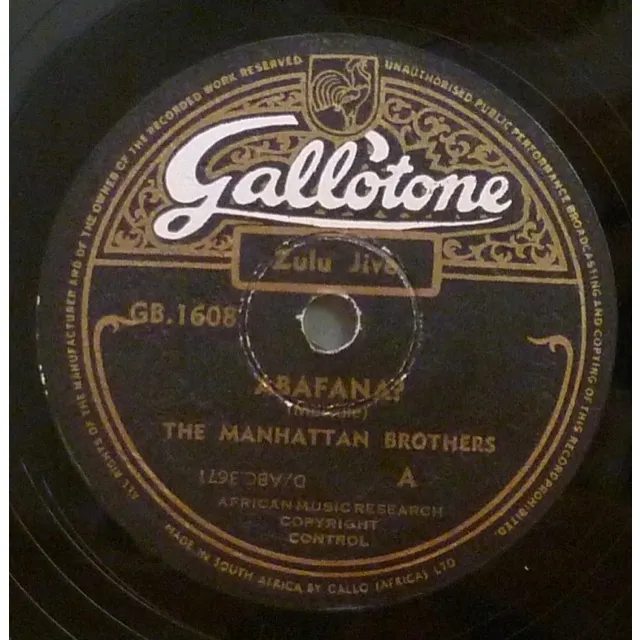 ALL RIGHTS OF THE MANUFACTURER AND OF THE OWNER OF THE RECORDED WORK RESERVED
UNAUTHORISED PUBLIC PERFORMANCE BROADCASTING AND COPYING OF THIS RECORD PROHIBITED.
Gallotone
Zulu Jive
GB.1608
ABAFANA?
THE MANHATTAN BROTHERS
D/ABC.3671
A
AFRICAN MUSIC RESEARCH
COPYRIGHT
CONTROL
MADE IN SOUTH AFRICA BY GALLO (AFRICA) LTD